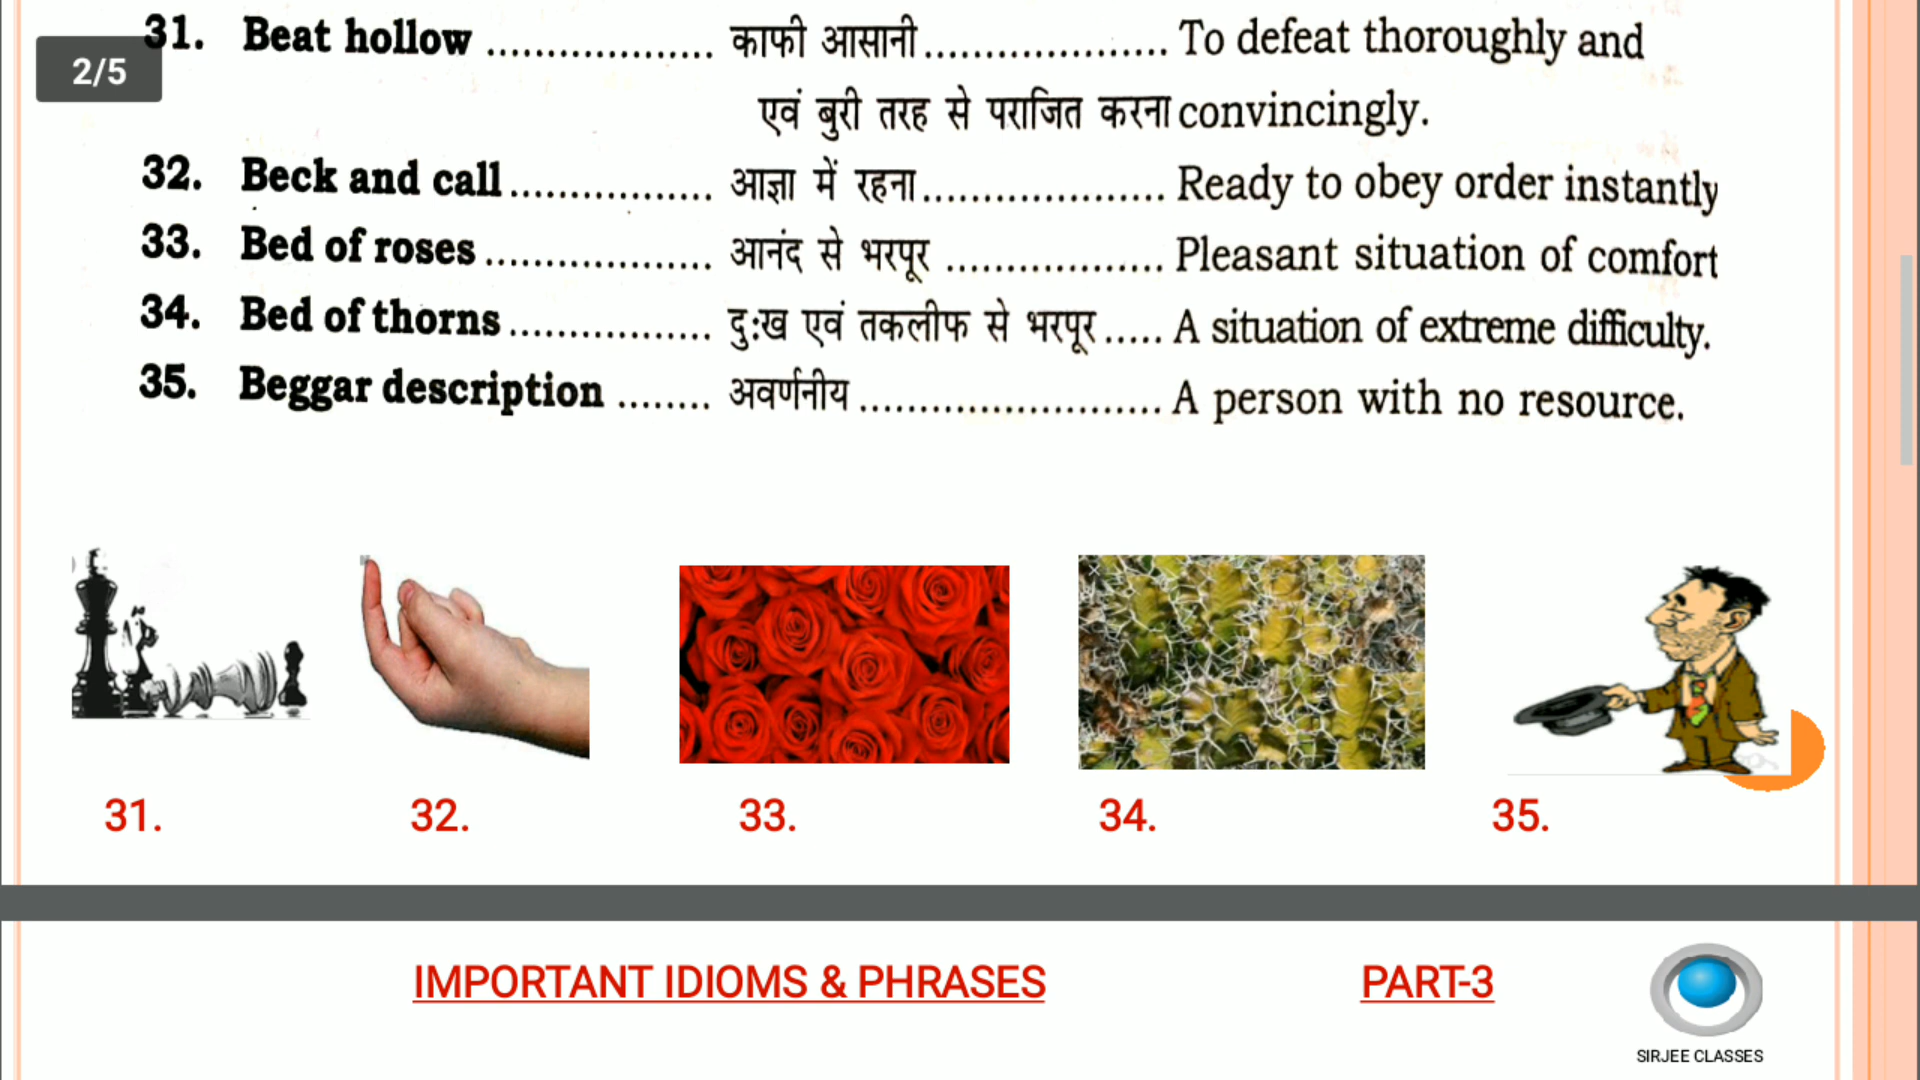 2/5
31. Beat hollow ................... काफी आसानी..................... To defeat thoroughly and
एवं बुरी तरह से पराजित करना convincingly.
32. Beck and call................. आज्ञा में रहना.................... Ready to obey order instantly
33. Bed of roses................... आनंद से भरपूर .................. Pleasant situation of comfort
34. Bed of thorns................. दुःख एवं तकलीफ से भरपूर..... A situation of extreme difficulty.
35. Beggar description ........ अवर्णनीय ......................... A person with no resource.
31. 32. 33. 34. 35.
IMPORTANT IDIOMS & PHRASES PART-3
SIRJEE CLASSES